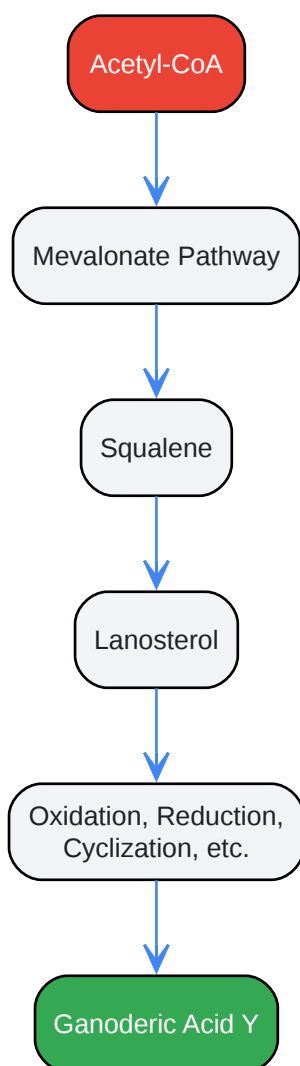 Acetyl-CoA
Mevalonate Pathway
Squalene
Lanosterol
Oxidation, Reduction,
Cyclization, etc.
Ganoderic Acid Y